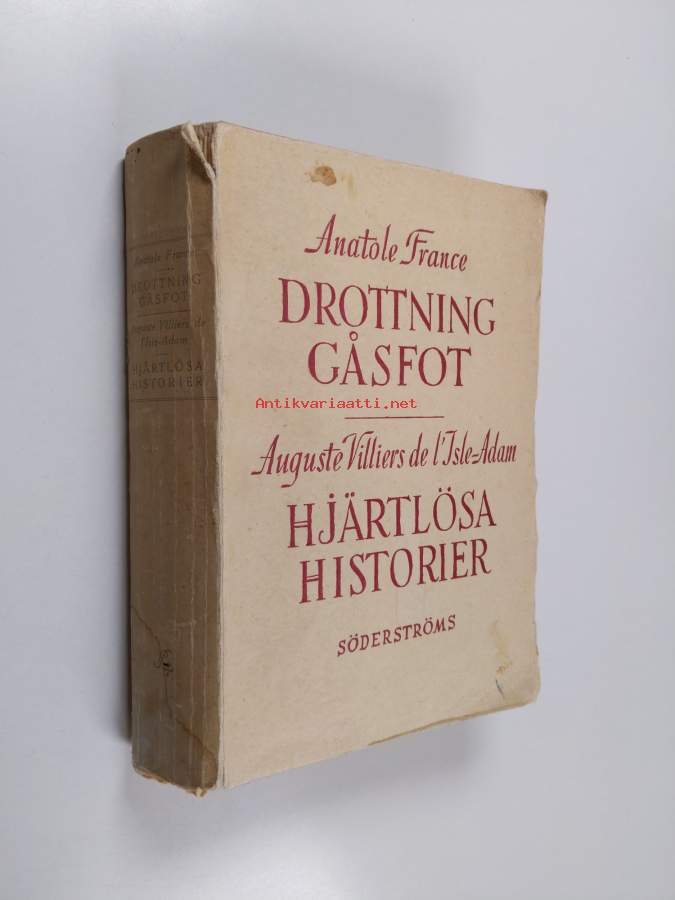 Anatole France
DROTTNING
GÅSFOT
Auguste Villiers de l'Isle-Adam
HJÄRTLÖSA
HISTORIER
SÖDERSTRÖMS
Anatole France
DROTTNING
GÅSFOT
Auguste Villiers de
l'Isle-Adam
HJÄRTLÖSA
HISTORIER
Antikvariaatti.net